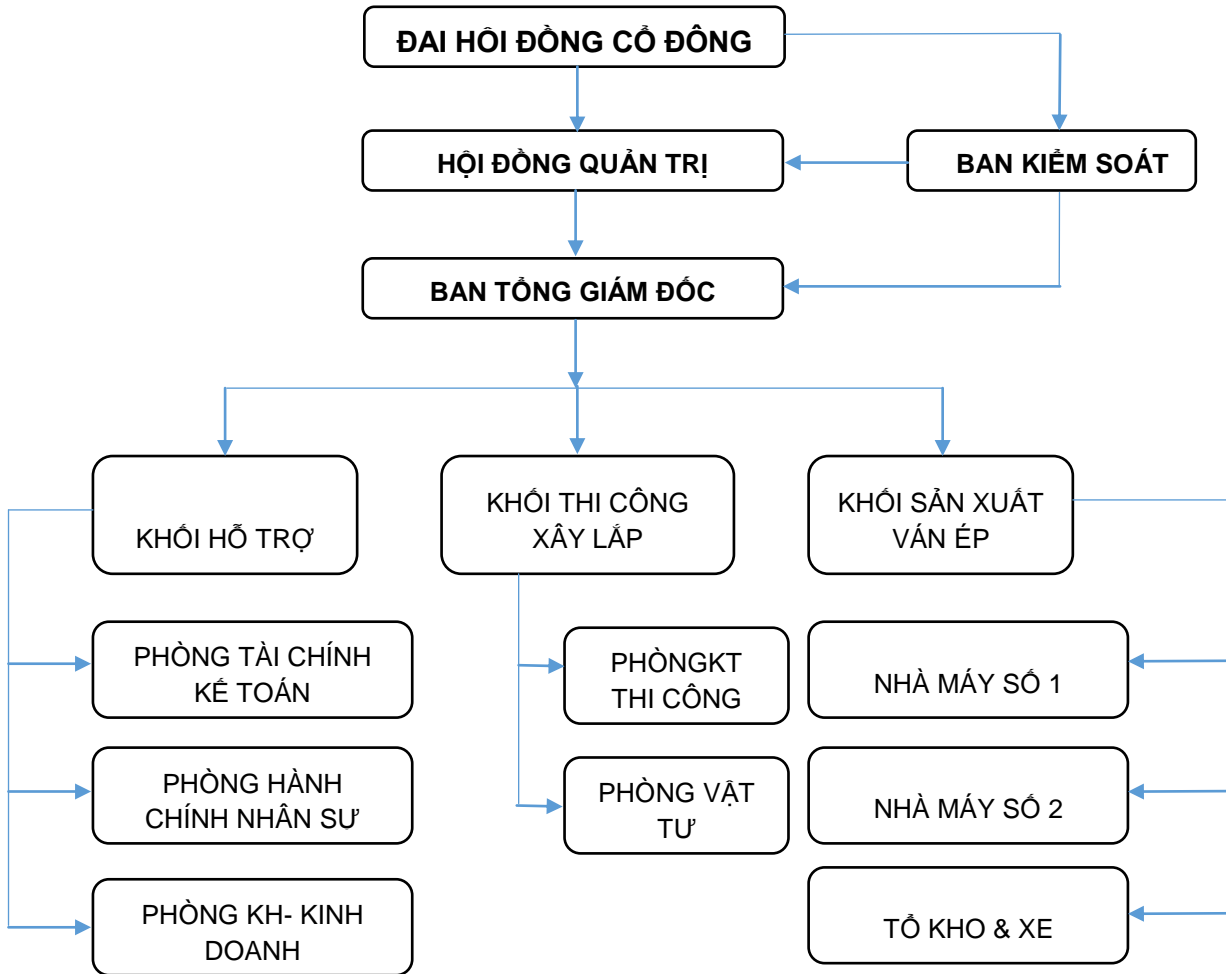 ĐAI HÔI ĐỒNG CỔ ĐÔNG
HỘI ĐỒNG QUẢN TRỊ
BAN KIỂM SOÁT
BAN TỔNG GIÁM ĐỐC
KHỐI HỖ TRỢ
KHỐI THI CÔNG
XÂY LẮP
KHỐI SẢN XUẤT
VÁN ÉP
PHÒNG TÀI CHÍNH
KẾ TOÁN
PHÒNGKT
THI CÔNG
NHÀ MÁY SỐ 1
PHÒNG HÀNH
CHÍNH NHÂN SƯ
PHÒNG VẬT
TƯ
NHÀ MÁY SỐ 2
PHÒNG KH- KINH
DOANH
TỔ KHO & XE